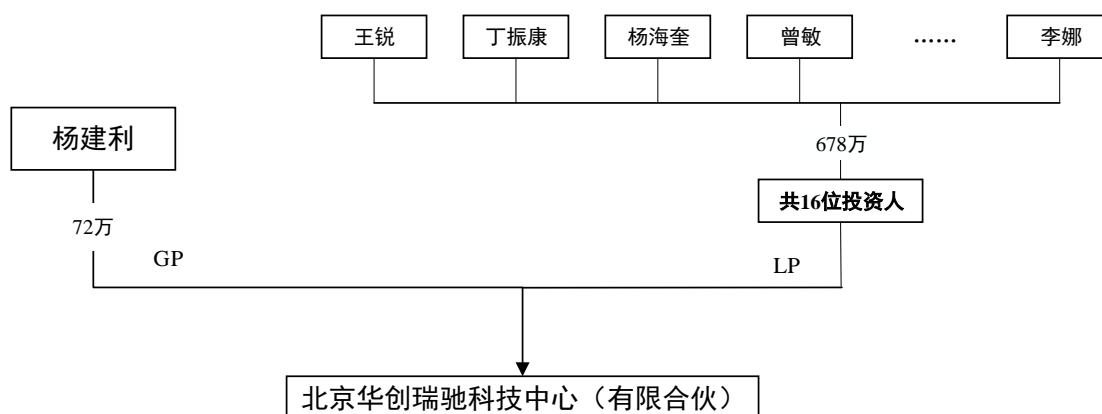 王锐
丁振康
杨海奎
曾敏
……
李娜
杨建利
678万
共16位投资人
72万
GP
LP
北京华创瑞驰科技中心（有限合伙）